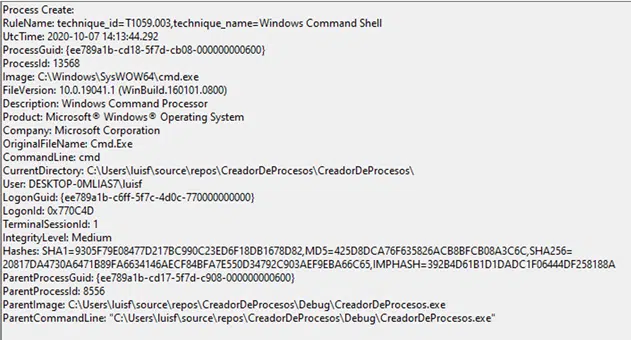 Process Create:
RuleName: technique_id=T1059.003,technique_name=Windows Command Shell
UtcTime: 2020-10-07 14:13:44.292
ProcessGuid: {ee789a1b-cd18-5f7d-cb08-000000000600}
ProcessId: 13568
Image: C:\Windows\SysWOW64\cmd.exe
FileVersion: 10.0.19041.1 (WinBuild.160101.0800)
Description: Windows Command Processor
Product: Microsoft® Windows® Operating System
Company: Microsoft Corporation
OriginalFileName: Cmd.Exe
CommandLine: cmd
CurrentDirectory: C:\Users\luisf\source\repos\CreadorDeProcesos\CreadorDeProcesos\
User: DESKTOP-0MLIAS7\luisf
LogonGuid: {ee789a1b-c6ff-5f7c-4d0c-770000000000}
LogonId: 0x770C4D
TerminalSessionId: 1
IntegrityLevel: Medium
Hashes: SHA1=9305F79E08477D217BC990C23ED6F18DB1678D82,MD5=425D8DCA76F635826ACB8BFCB08A3C6C,SHA256=
20817DA4730A6471B89FA6634146AECF84BFA7E550D34792C903AEF9EBA66C65,IMPHASH=392B4D61B1D1DADC1F06444DF258188A
ParentProcessGuid: {ee789a1b-cd17-5f7d-c908-000000000600}
ParentProcessId: 8556
ParentImage: C:\Users\luisf\source\repos\CreadorDeProcesos\Debug\CreadorDeProcesos.exe
ParentCommandLine: "C:\Users\luisf\source\repos\CreadorDeProcesos\Debug\CreadorDeProcesos.exe"